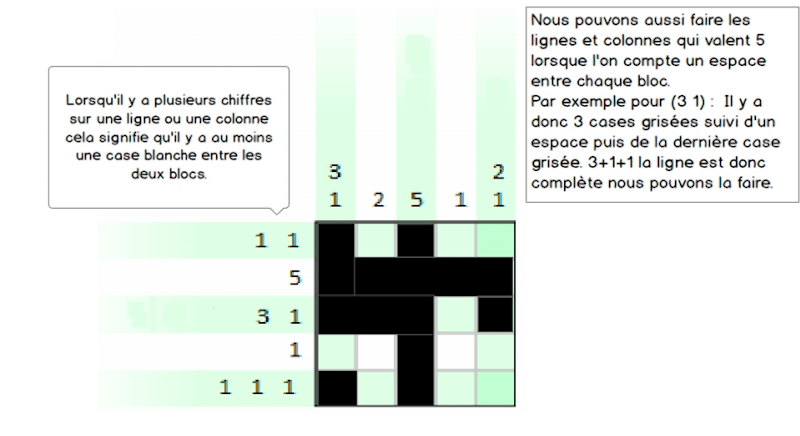 Nous pouvons aussi faire les
lignes et colonnes qui valent 5
lorsque l'on compte un espace
entre chaque bloc.
Par exemple pour (3 1) : Il y a
donc 3 cases grisées suivi d'un
espace puis de la dernière case
grisée. 3+1+1 la ligne est donc
complète nous pouvons la faire.
Lorsqu'il y a plusieurs chiffres
sur une ligne ou une colonne
cela signifie qu'il y a au moins
une case blanche entre les
deux blocs.
3 2
1 2 5 1 1
1 1
5
3 1
1
1 1 1